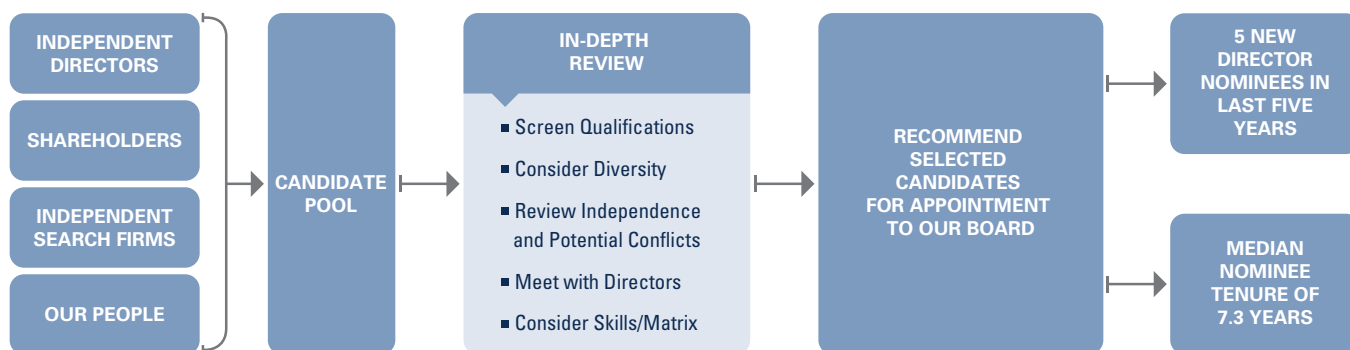 INDEPENDENT
DIRECTORS
SHAREHOLDERS
INDEPENDENT
SEARCH FIRMS
OUR PEOPLE
CANDIDATE
POOL
IN-DEPTH
REVIEW
▪ Screen Qualifications
▪ Consider Diversity
▪ Review Independence
and Potential Conflicts
▪ Meet with Directors
▪ Consider Skills/Matrix
RECOMMEND
SELECTED
CANDIDATES
FOR APPOINTMENT
TO OUR BOARD
5 NEW
DIRECTOR
NOMINEES IN
LAST FIVE
YEARS
MEDIAN
NOMINEE
TENURE OF
7.3 YEARS